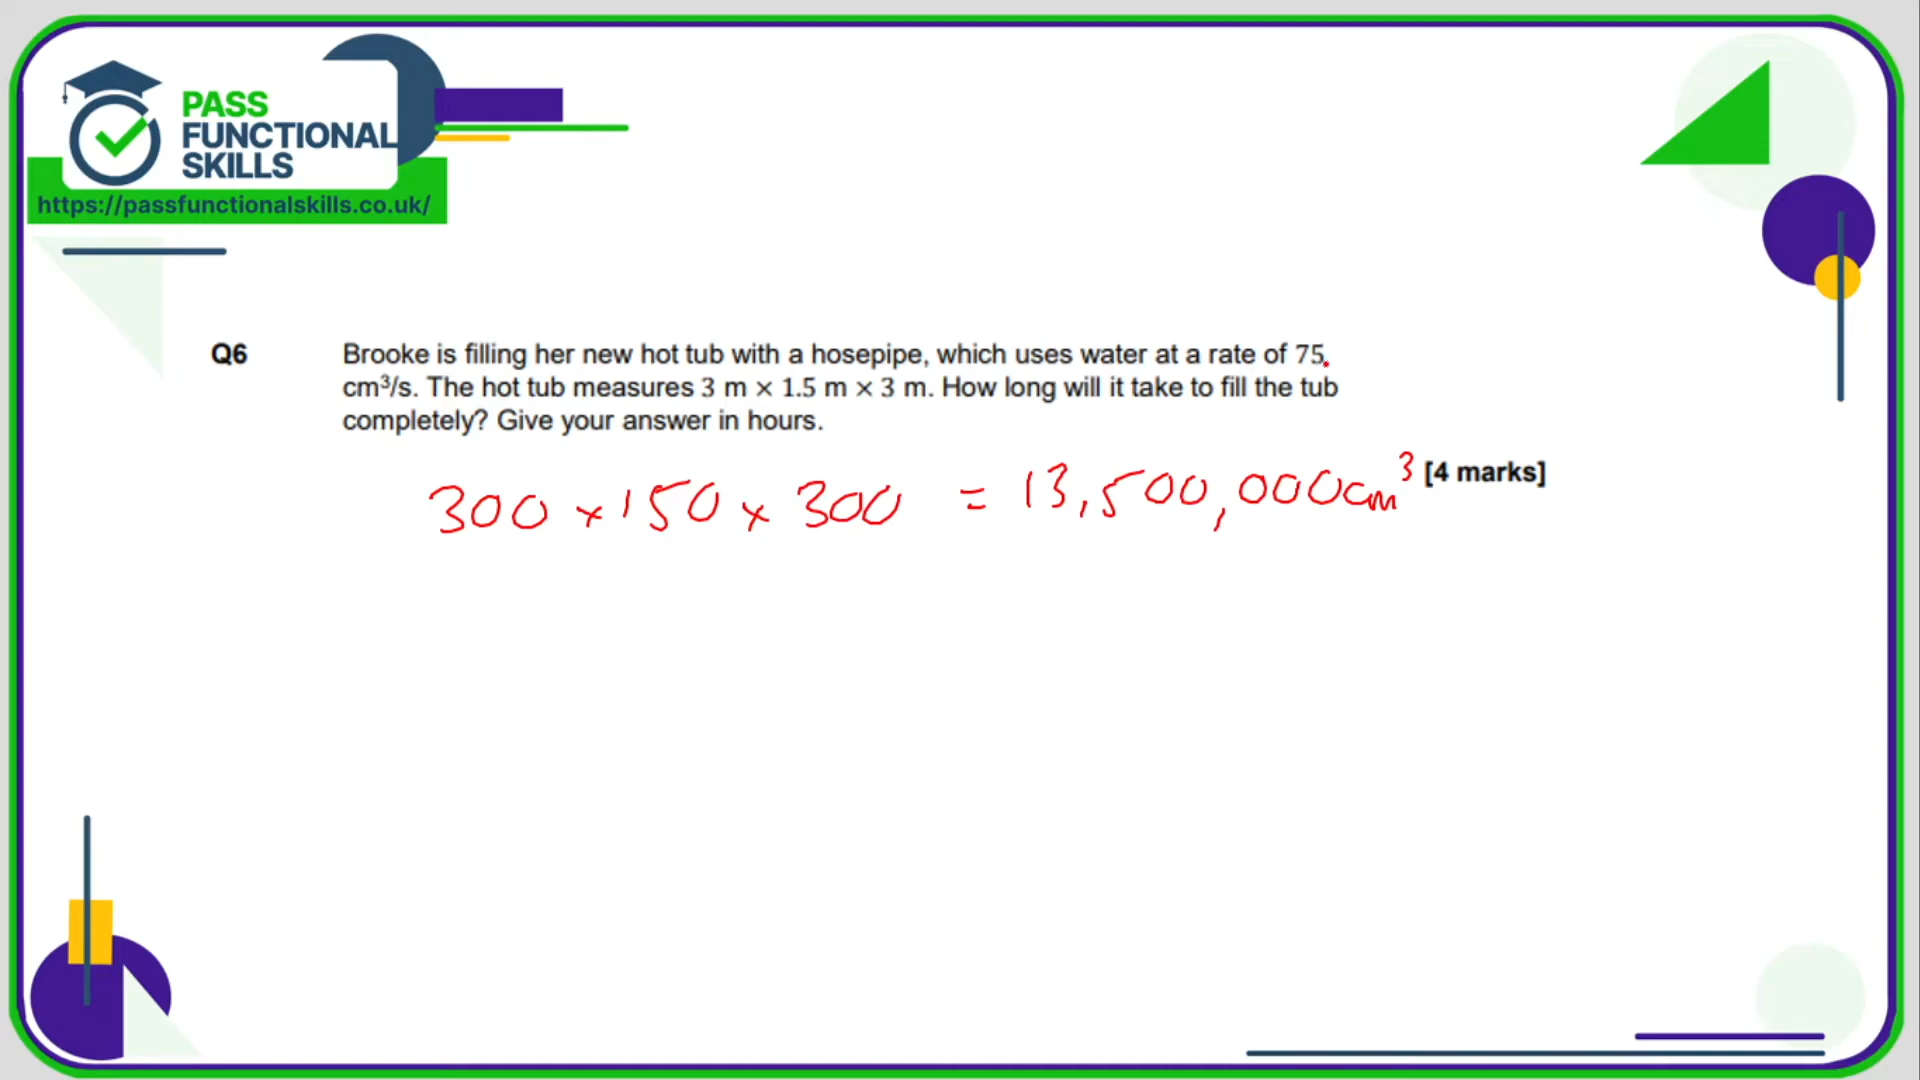 PASS
FUNCTIONAL
SKILLS
https://passfunctionalskills.co.uk/
Q6 Brooke is filling her new hot tub with a hosepipe, which uses water at a rate of 75
cm³/s. The hot tub measures 3 m × 1.5 m × 3 m. How long will it take to fill the tub
completely? Give your answer in hours.
[4 marks]
300 × 150 × 300 = 13,500,000cm³